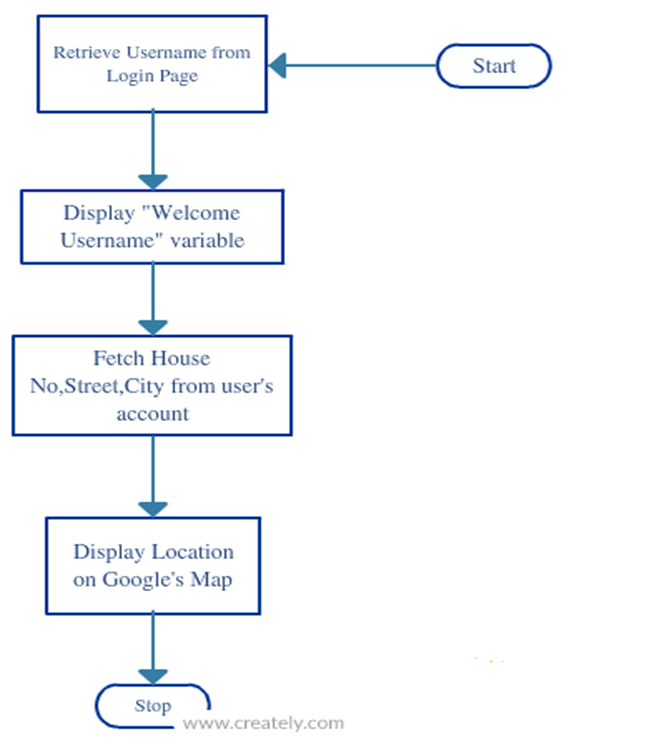 Start
Retrieve Username from
Login Page
Display "Welcome
Username" variable
Fetch House
No,Street,City from user's
account
Display Location
on Google's Map
Stop
www.creately.com